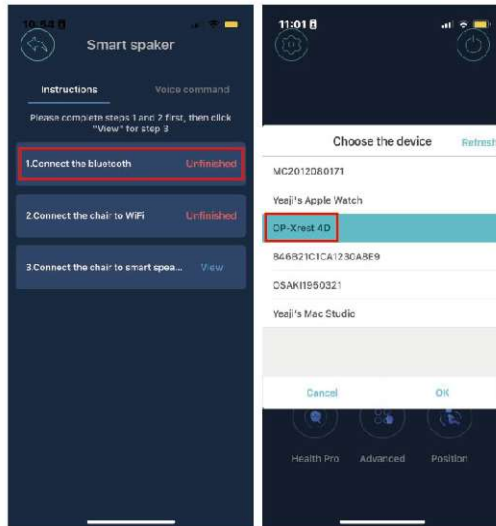 10:54
Smart spaker
Instructions
Voice command
Please complete steps 1 and 2 first, then click
"View" for step 3
1.Connect the bluetooth
Unfinished
2.Connect the chair to WiFi
Unfinished
3.Connect the chair to smart spea...
View
11:01
Choose the device
Refresh
MC2012080171
Yeaji's Apple Watch
OP-Xrest 4D
B46B21C1CA1230A8E9
OSAKI1950321
Yeaji's Mac Studio
Cancel
OK
Health Pro
Advanced
Position